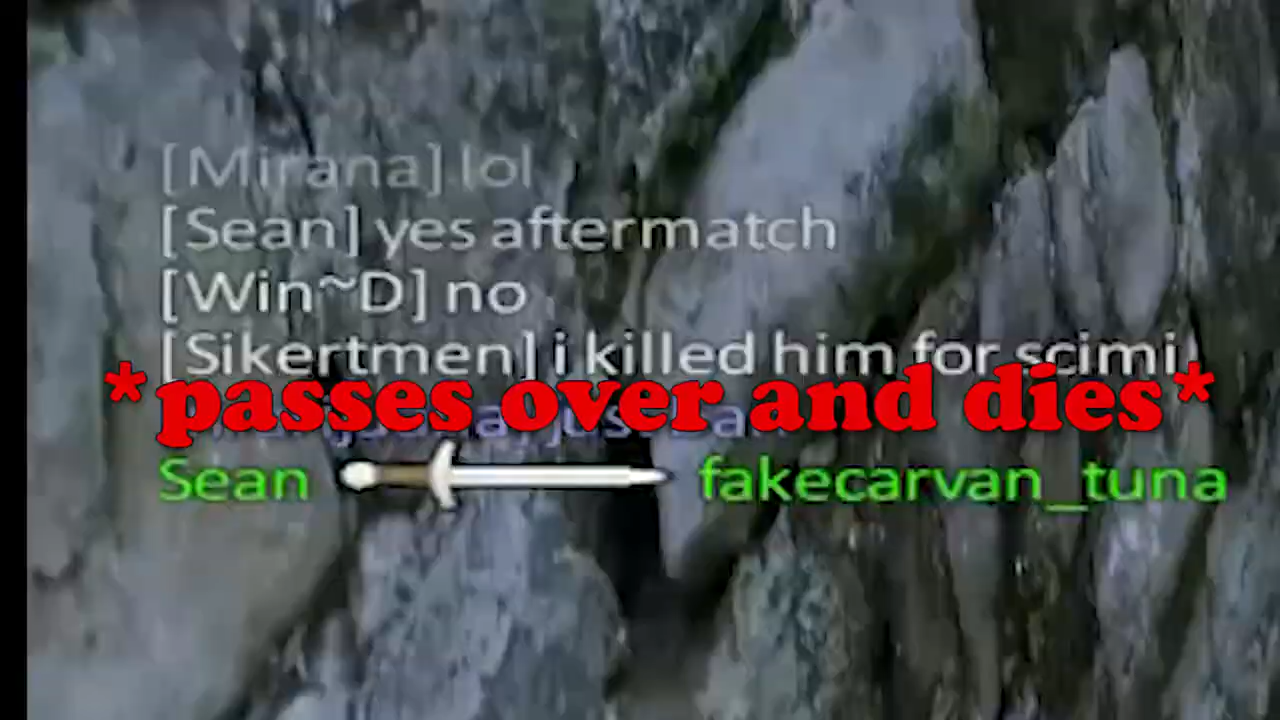 [Mirana] lol
[Sean] yes aftermatch
[Win~D] no
[Sikertmen] i killed him for scimi
*passes over and dies*
Sean fakecarvan_tuna